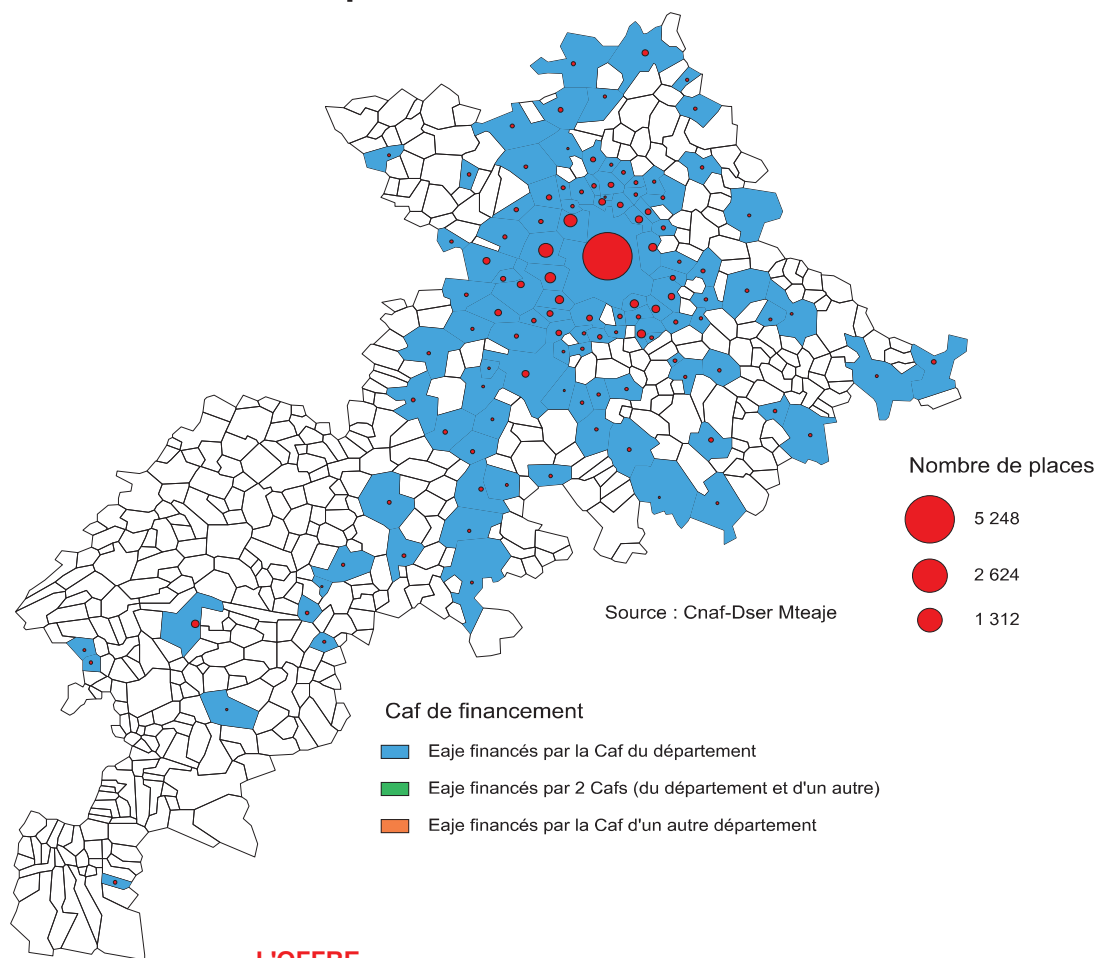 Nombre de places
5 248
2 624
1 312
Source : Cnaf-Dser Mteaje
Caf de financement
Eaje financés par la Caf du département
Eaje financés par 2 Cafs (du département et d'un autre)
Eaje financés par la Caf d'un autre département
L'OFFRE